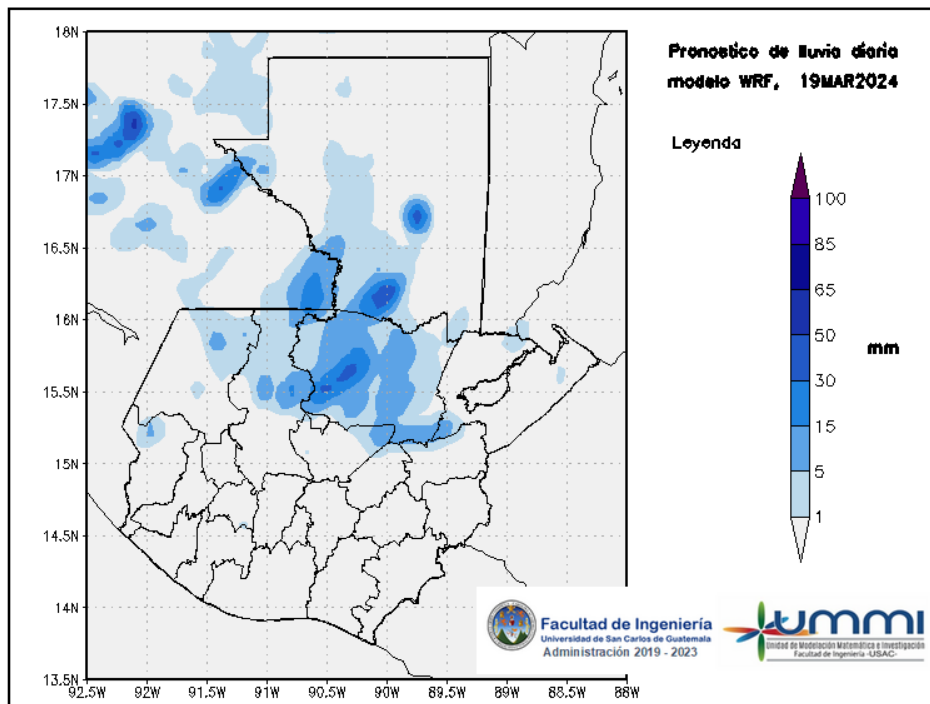 Pronostico de lluvia diaria
modelo WRF, 19MAR2024
Leyenda
100
85
65
50
30
15
5
1
mm
18N
17.5N
17N
16.5N
16N
15.5N
15N
14.5N
14N
13.5N
92.5W
92W
91.5W
91W
90.5W
90W
89.5W
89W
88.5W
88W
Facultad de Ingeniería
Universidad de San Carlos de Guatemala
Administración 2019 - 2023
ummi
Unidad de Modelación Matemática e Investigación
Facultad de Ingeniería -USAC-